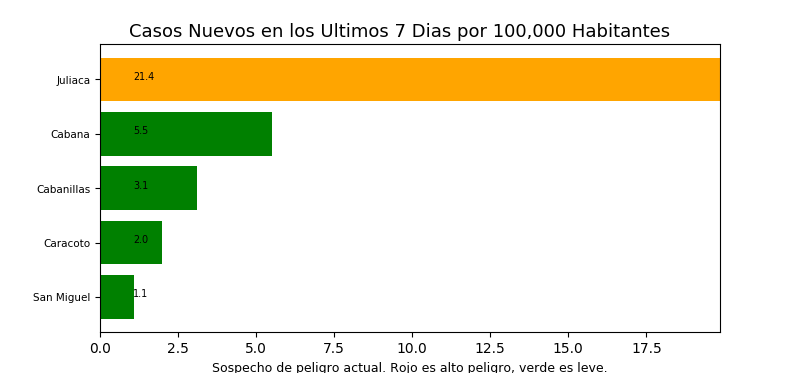 Casos Nuevos en los Ultimos 7 Dias por 100,000 Habitantes
Juliaca 21.4
Cabana 5.5
Cabanillas 3.1
Caracoto 2.0
San Miguel 1.1
0.0 2.5 5.0 7.5 10.0 12.5 15.0 17.5
Sospecho de peligro actual. Rojo es alto peligro, verde es leve.